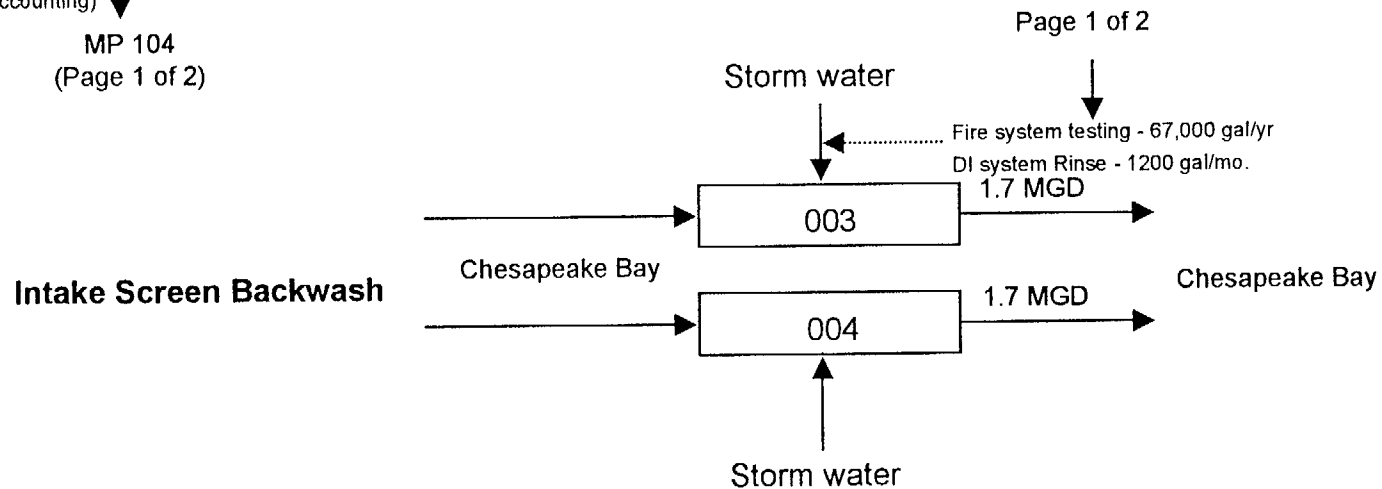 ccounting)
MP 104
(Page 1 of 2)
Page 1 of 2
Storm water
Fire system testing - 67,000 gal/yr
DI system Rinse - 1200 gal/mo.
1.7 MGD
003
Chesapeake Bay
Intake Screen Backwash
Chesapeake Bay
1.7 MGD
004
Storm water